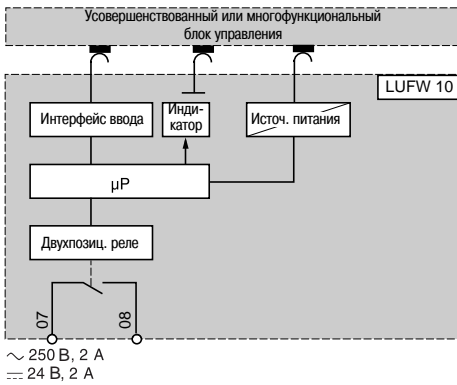 Усовершенствованный или многофункциональный
блок управления
LUFW 10
Интерфейс ввода
Инди-
катор
Источ. питания
μP
Двухпозиц. реле
07
08
~ 250 В, 2 А
⎓ 24 В, 2 А